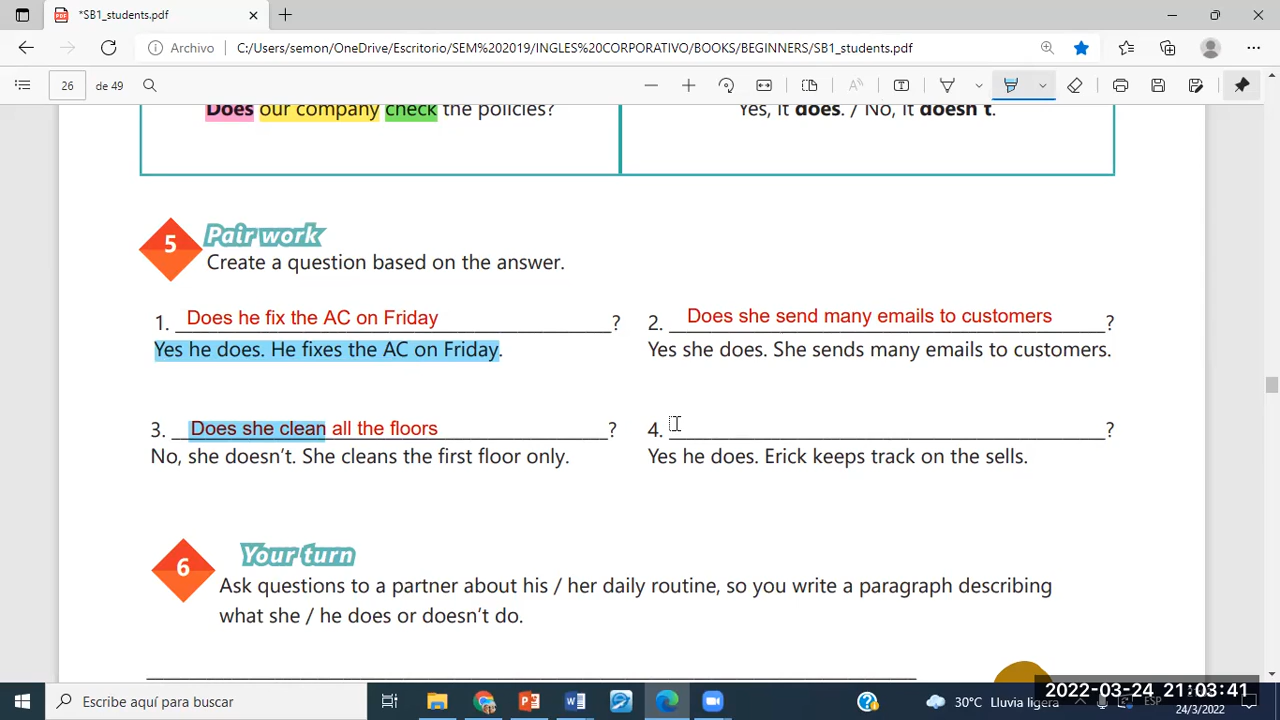 *SB1_students.pdf
Archivo
C:/Users/semon/OneDrive/Escritorio/SEM%202019/INGLES%20CORPORATIVO/BOOKS/BEGINNERS/SB1_students.pdf
26 de 49
Does our company check the policies?
Yes, it does. / No, it doesn't.
5 Pair work
Create a question based on the answer.
1. Does he fix the AC on Friday ?
Yes he does. He fixes the AC on Friday.
2. Does she send many emails to customers ?
Yes she does. She sends many emails to customers.
3. Does she clean all the floors ?
No, she doesn't. She cleans the first floor only.
4. ?
Yes he does. Erick keeps track on the sells.
6 Your turn
Ask questions to a partner about his / her daily routine, so you write a paragraph describing
what she / he does or doesn't do.
Escribe aquí para buscar
30°C Lluvia ligera
ESP
2022-03-24 21:03:41
24/3/2022